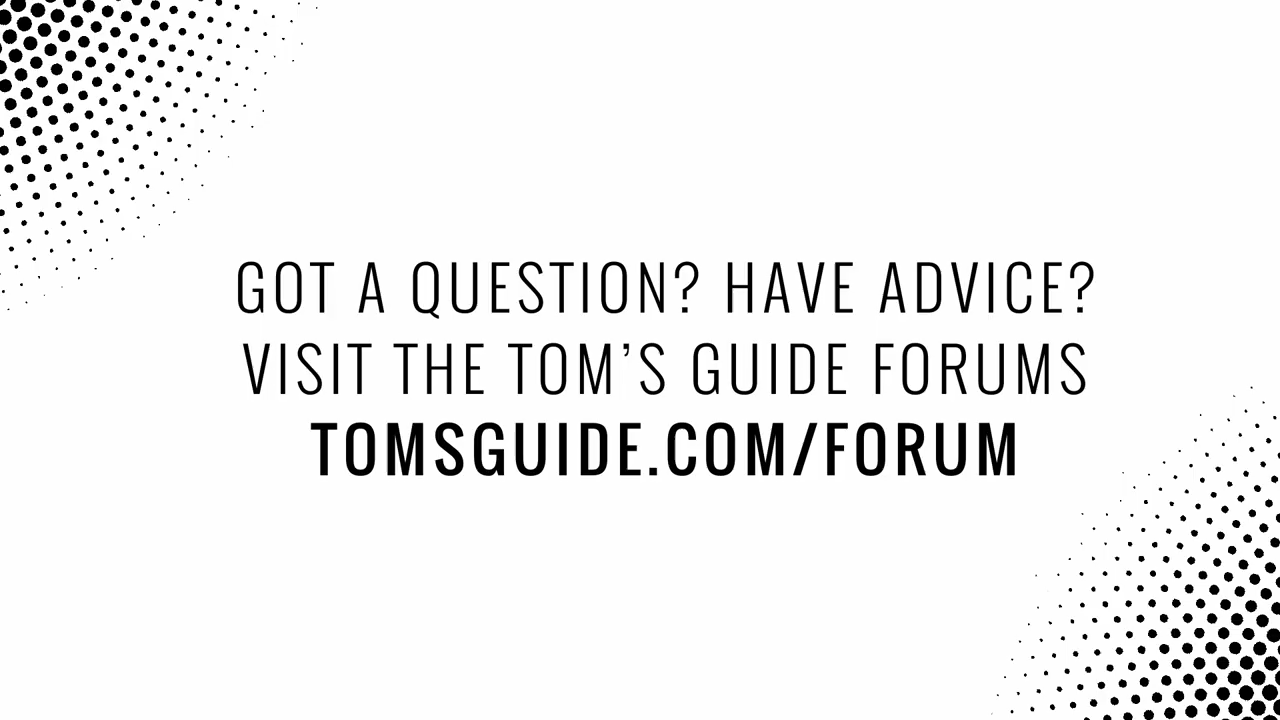 GOT A QUESTION? HAVE ADVICE?
VISIT THE TOM’S GUIDE FORUMS
TOMSGUIDE.COM/FORUM